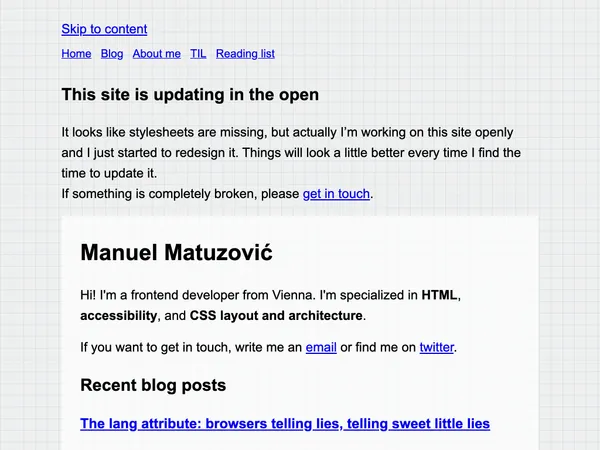 Skip to content
Home Blog About me TIL Reading list
This site is updating in the open
It looks like stylesheets are missing, but actually I’m working on this site openly
and I just started to redesign it. Things will look a little better every time I find the
time to update it.
If something is completely broken, please get in touch.
Manuel Matuzović
Hi! I'm a frontend developer from Vienna. I'm specialized in HTML,
accessibility, and CSS layout and architecture.
If you want to get in touch, write me an email or find me on twitter.
Recent blog posts
The lang attribute: browsers telling lies, telling sweet little lies